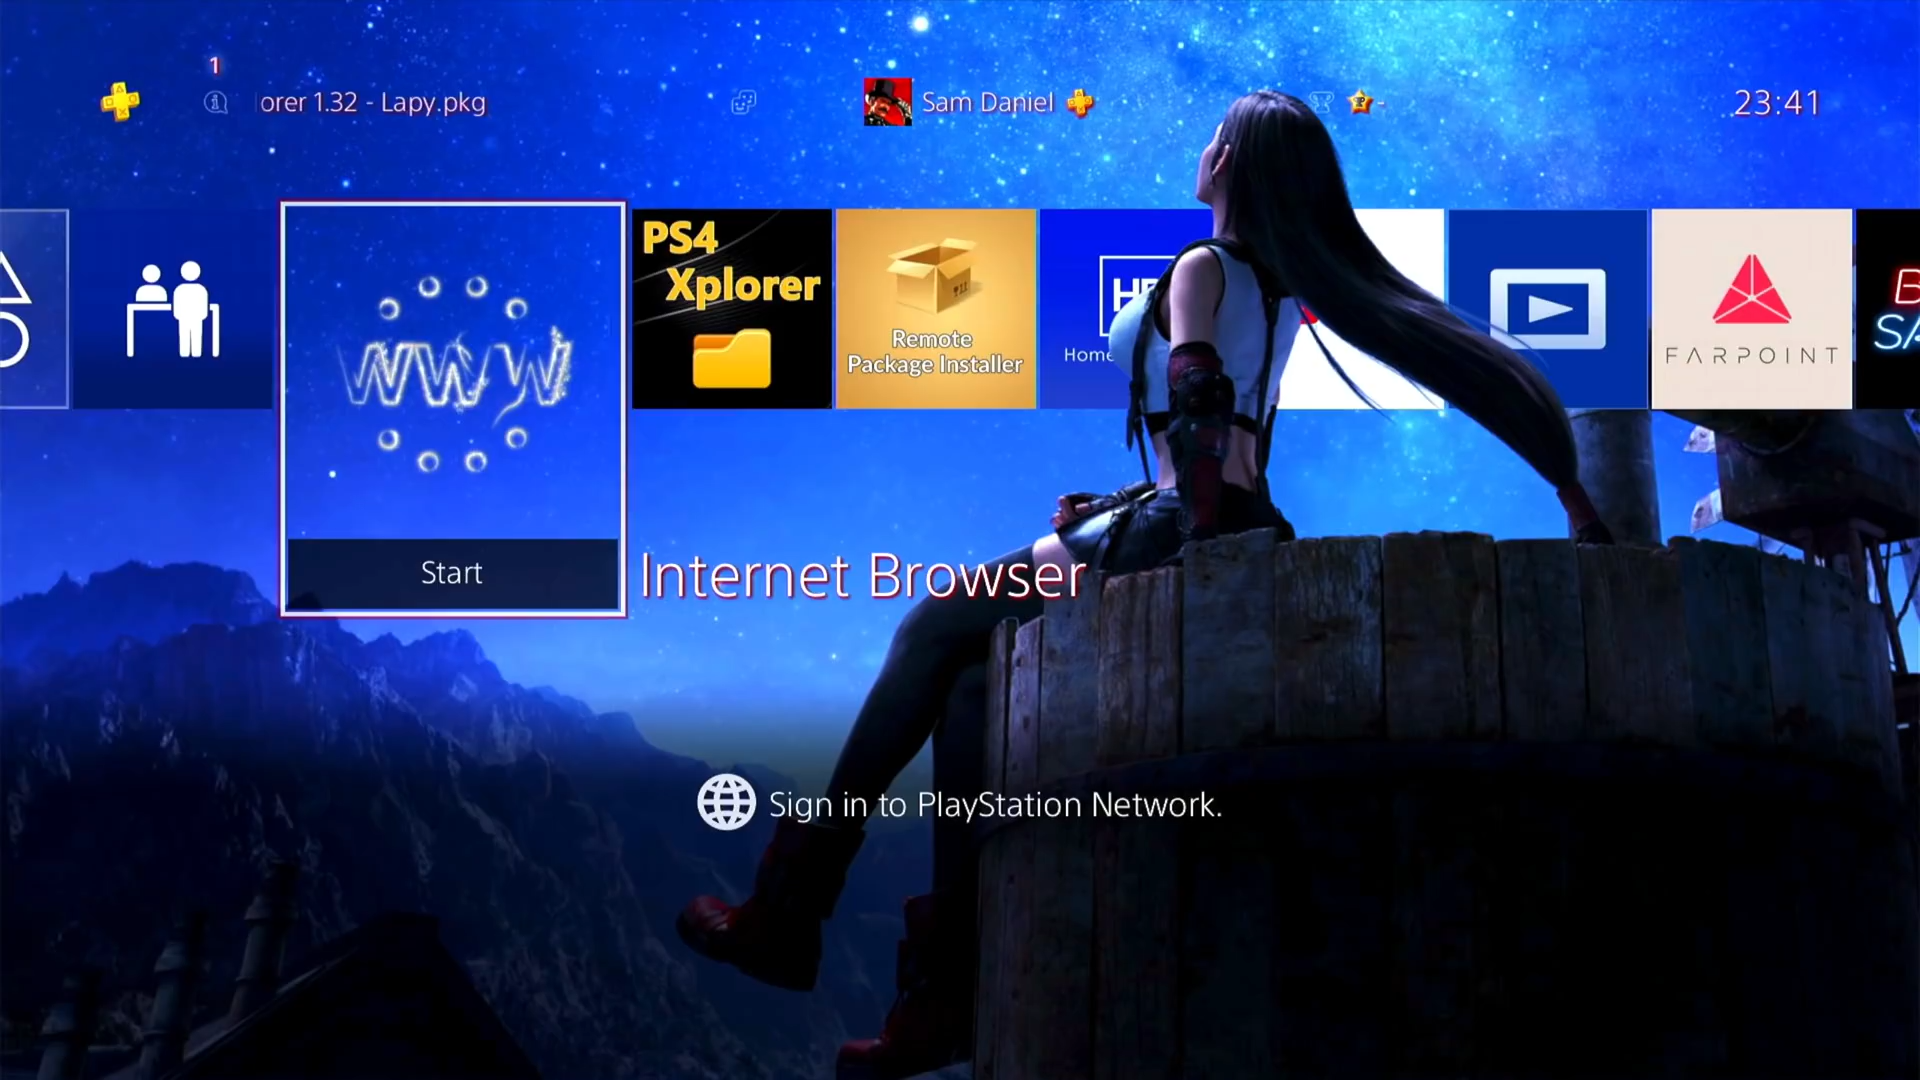 1
orer 1.32 - Lapy.pkg
Sam Daniel
-
23:41
PS4
Xplorer
Remote
Package Installer
Home
FARPOINT
www
Start
Internet Browser
Sign in to PlayStation Network.